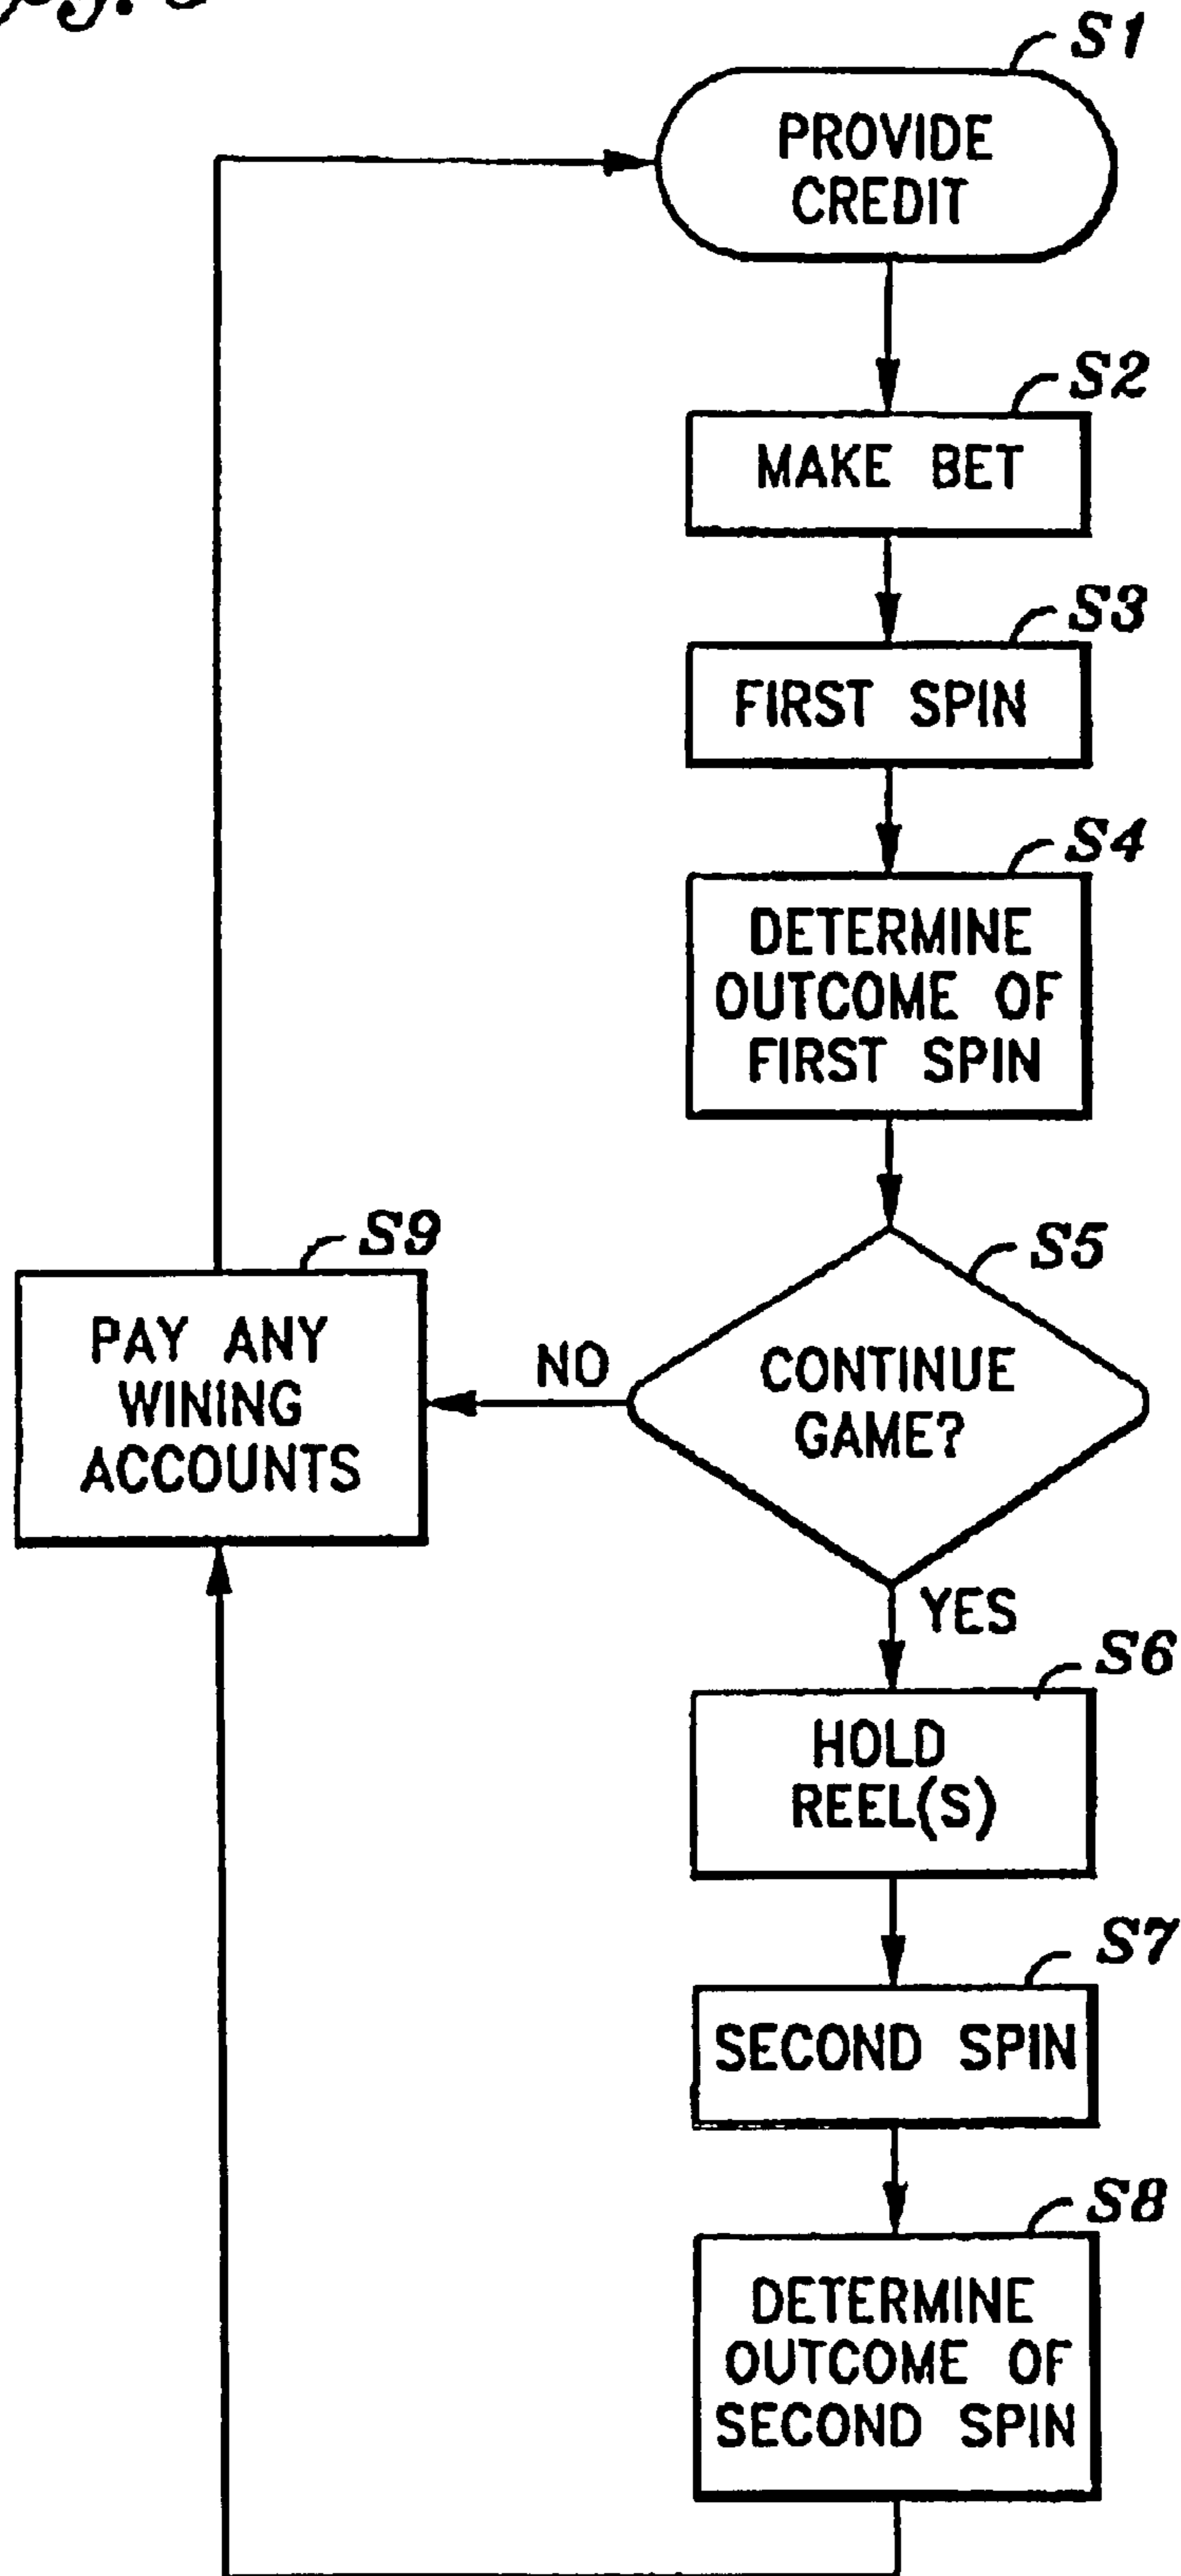 S1
PROVIDE
CREDIT
S2
MAKE BET
S3
FIRST SPIN
S4
DETERMINE
OUTCOME OF
FIRST SPIN
S5
CONTINUE
GAME?
NO
S9
PAY ANY
WINING
ACCOUNTS
YES
S6
HOLD
REEL(S)
S7
SECOND SPIN
S8
DETERMINE
OUTCOME OF
SECOND SPIN